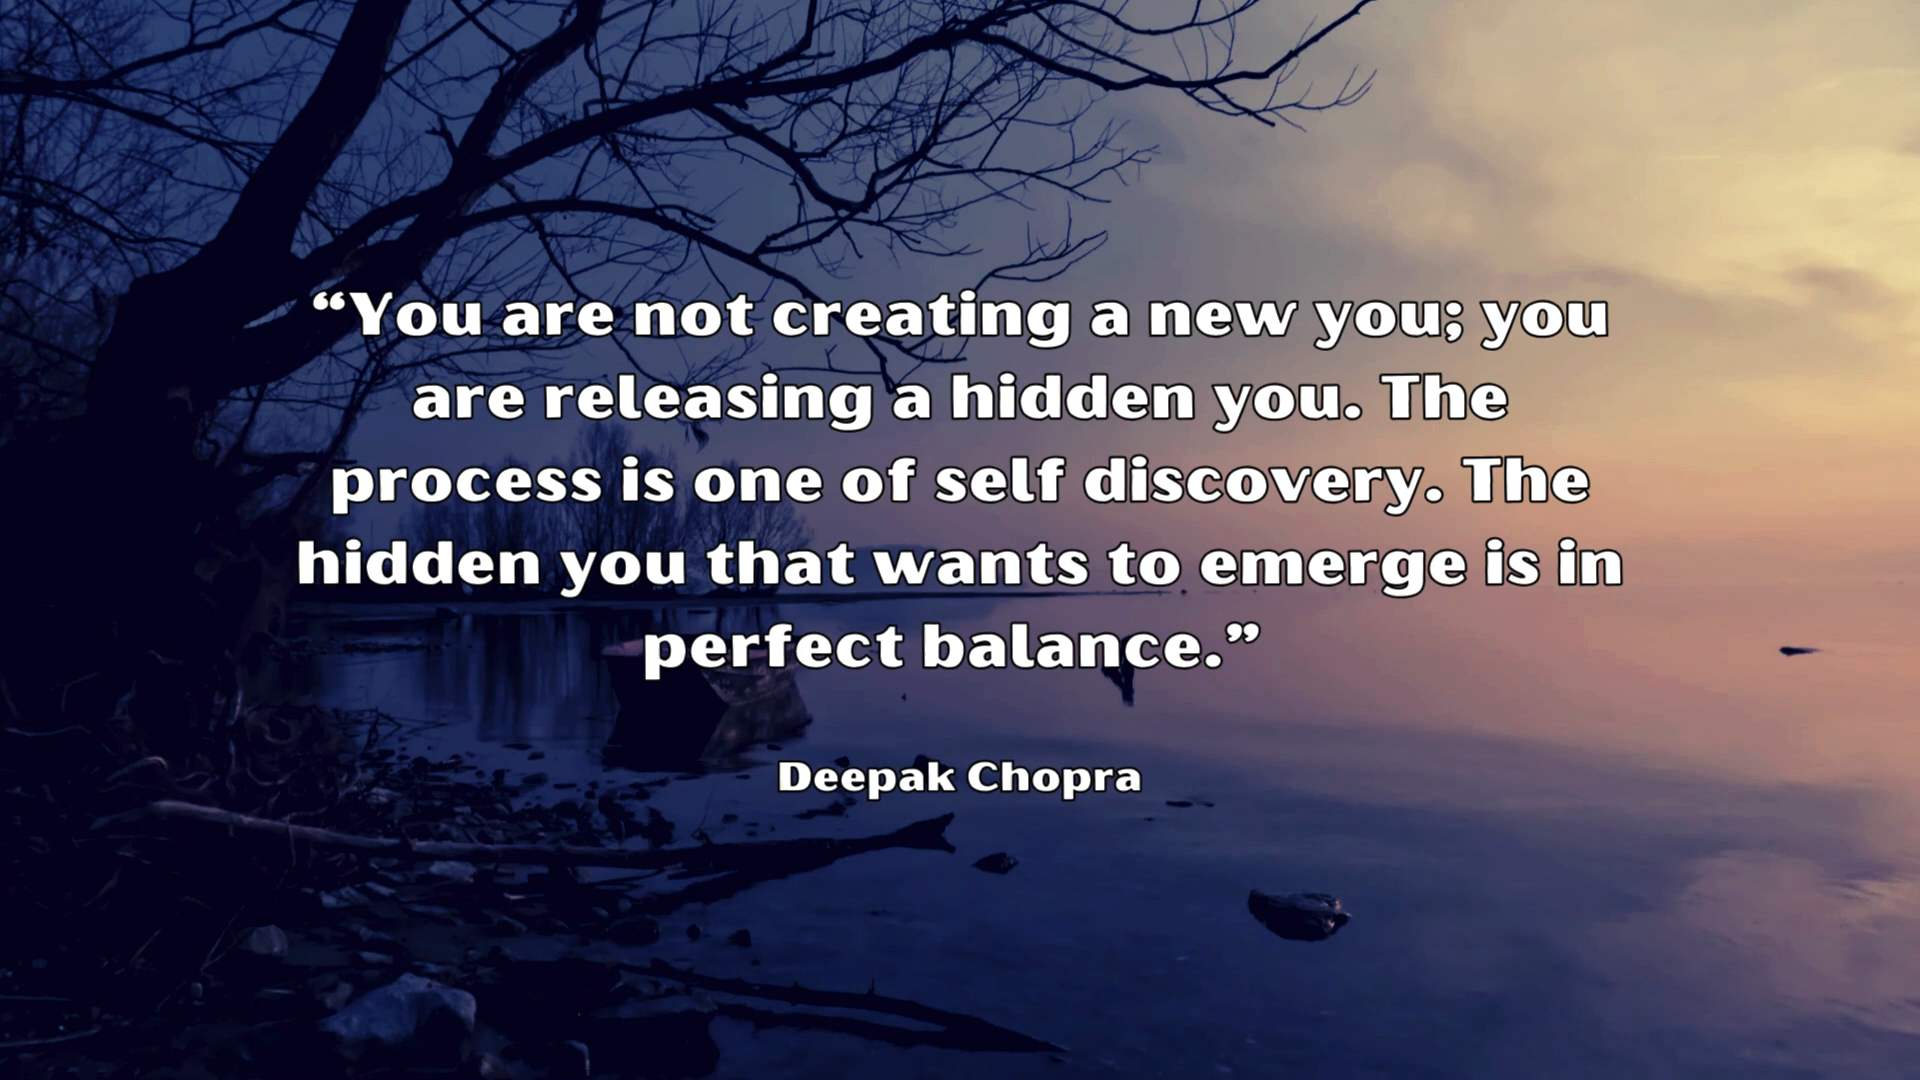 “You are not creating a new you; you
are releasing a hidden you. The
process is one of self discovery. The
hidden you that wants to emerge is in
perfect balance.”
Deepak Chopra